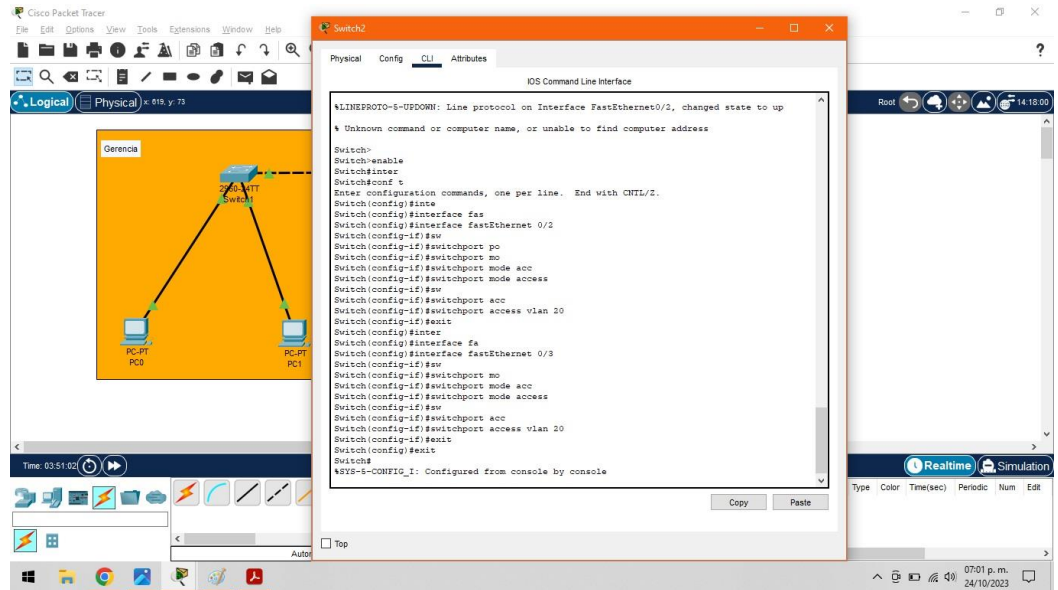 Cisco Packet Tracer
File Edit Options View Tools Extensions Window Help
Logical Physical x: 619, y: 73
Root 14:18:00
Gerencia
2960-24TT
Switch1
PC-PT
PC0
PC-PT
PC1
Switch2
Physical Config CLI Attributes
IOS Command Line Interface
%LINEPROTO-5-UPDOWN: Line protocol on Interface FastEthernet0/2, changed state to up
% Unknown command or computer name, or unable to find computer address
Switch>
Switch>enable
Switch#inter
Switch#conf t
Enter configuration commands, one per line. End with CNTL/Z.
Switch(config)#inte
Switch(config)#interface fas
Switch(config)#interface fastEthernet 0/2
Switch(config-if)#sw
Switch(config-if)#switchport po
Switch(config-if)#switchport mo
Switch(config-if)#switchport mode acc
Switch(config-if)#switchport mode access
Switch(config-if)#sw
Switch(config-if)#switchport acc
Switch(config-if)#switchport access vlan 20
Switch(config-if)#exit
Switch(config)#inter
Switch(config)#interface fa
Switch(config)#interface fastEthernet 0/3
Switch(config-if)#sw
Switch(config-if)#switchport mo
Switch(config-if)#switchport mode acc
Switch(config-if)#switchport mode access
Switch(config-if)#sw
Switch(config-if)#switchport acc
Switch(config-if)#switchport access vlan 20
Switch(config-if)#exit
Switch(config)#exit
Switch#
%SYS-5-CONFIG_I: Configured from console by console
Copy Paste
Top
Time: 03:51:02
Realtime Simulation
Type Color Time(sec) Periodic Num Edit
Autor
07:01 p. m.
24/10/2023